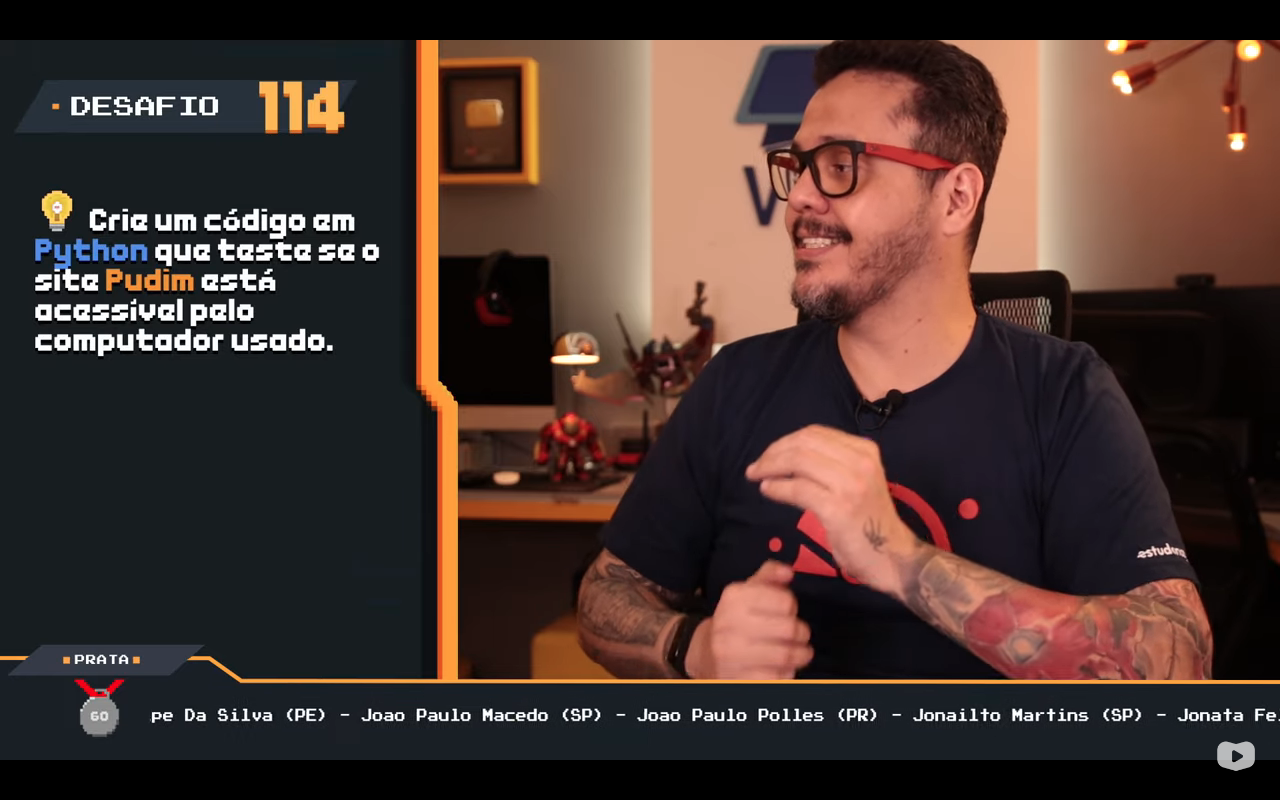 DESAFIO 114
Crie um código em
Python que teste se o
site Pudim está
acessível pelo
computador usado.
PRATA
60
pe Da Silva (PE) - Joao Paulo Macedo (SP) - Joao Paulo Polles (PR) - Jonailto Martins (SP) - Jonata Fe